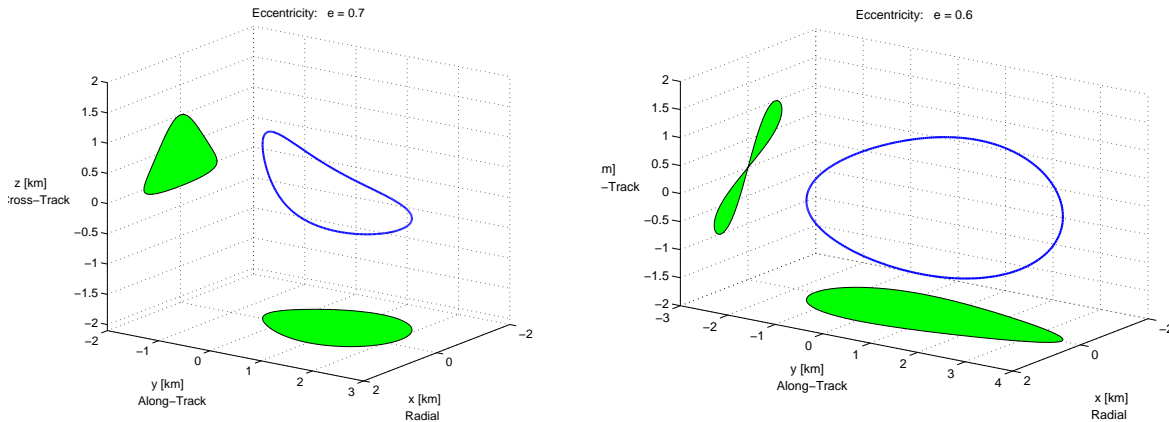 Eccentricity: e = 0.7
2
1.5
1
0.5
0
−0.5
−1
−1.5
−2
z [km]
Cross−Track
−2
−1
0
1
2
3
y [km]
Along−Track
2
0
−2
x [km]
Radial
Eccentricity: e = 0.6
2
1.5
1
0.5
0
−0.5
−1
−1.5
−2
m]
−Track
−3
−2
−1
0
1
2
3
4
y [km]
Along−Track
2
0
−2
x [km]
Radial